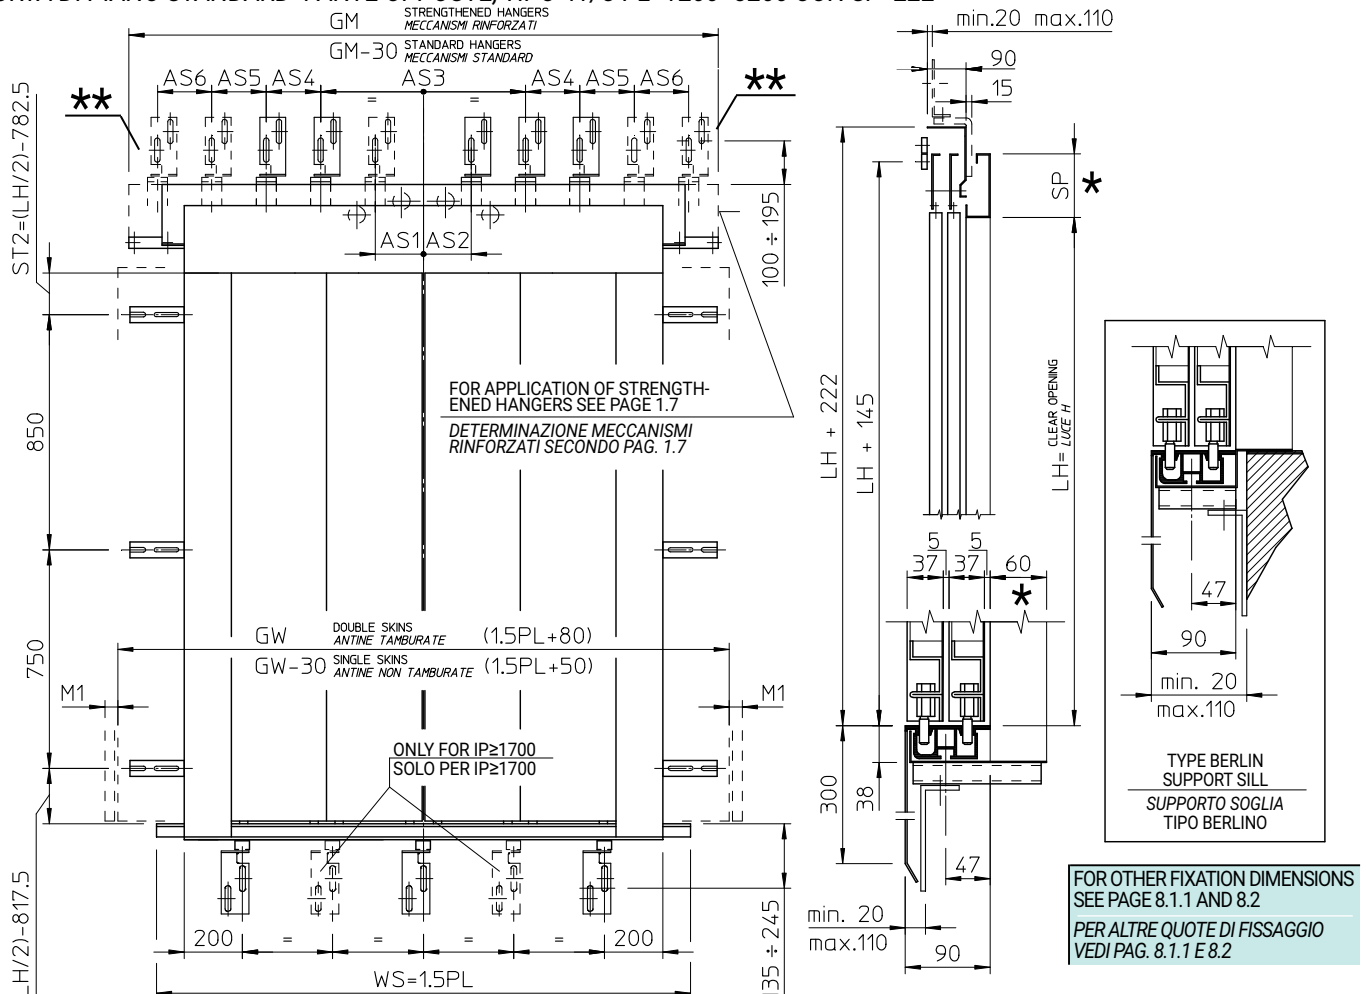 GM STRENGTHENED HANGERS
MECCANISMI RINFORZATI
GM-30 STANDARD HANGERS
MECCANISMI STANDARD
AS6 AS5 AS4 AS3 AS4 AS5 AS6
** **
= =
ST2=(LH/2)-782.5
AS1 AS2
100 ÷ 195
850
FOR APPLICATION OF STRENGTH-
ENED HANGERS SEE PAGE 1.7
DETERMINAZIONE MECCANISMI
RINFORZATI SECONDO PAG. 1.7
750
GW DOUBLE SKINS
ANTINE TAMBURATE (1.5PL+80)
GW-30 SINGLE SKINS
ANTINE NON TAMBURATE (1.5PL+50)
M1 M1
ONLY FOR IP≥1700
SOLO PER IP≥1700
LH/2)-817.5
200 = = = = 200
WS=1.5PL
35 ÷ 245
min.20 max.110
90
15
SP *
LH + 222
LH + 145
LH= CLEAR OPENING
LUCE H
5 5
37 37 60
*
300
38
47
min. 20
max.110
90
47
90
min. 20
max.110
TYPE BERLIN
SUPPORT SILL
SUPPORTO SOGLIA
TIPO BERLINO
FOR OTHER FIXATION DIMENSIONS
SEE PAGE 8.1.1 AND 8.2
PER ALTRE QUOTE DI FISSAGGIO
VEDI PAG. 8.1.1 E 8.2